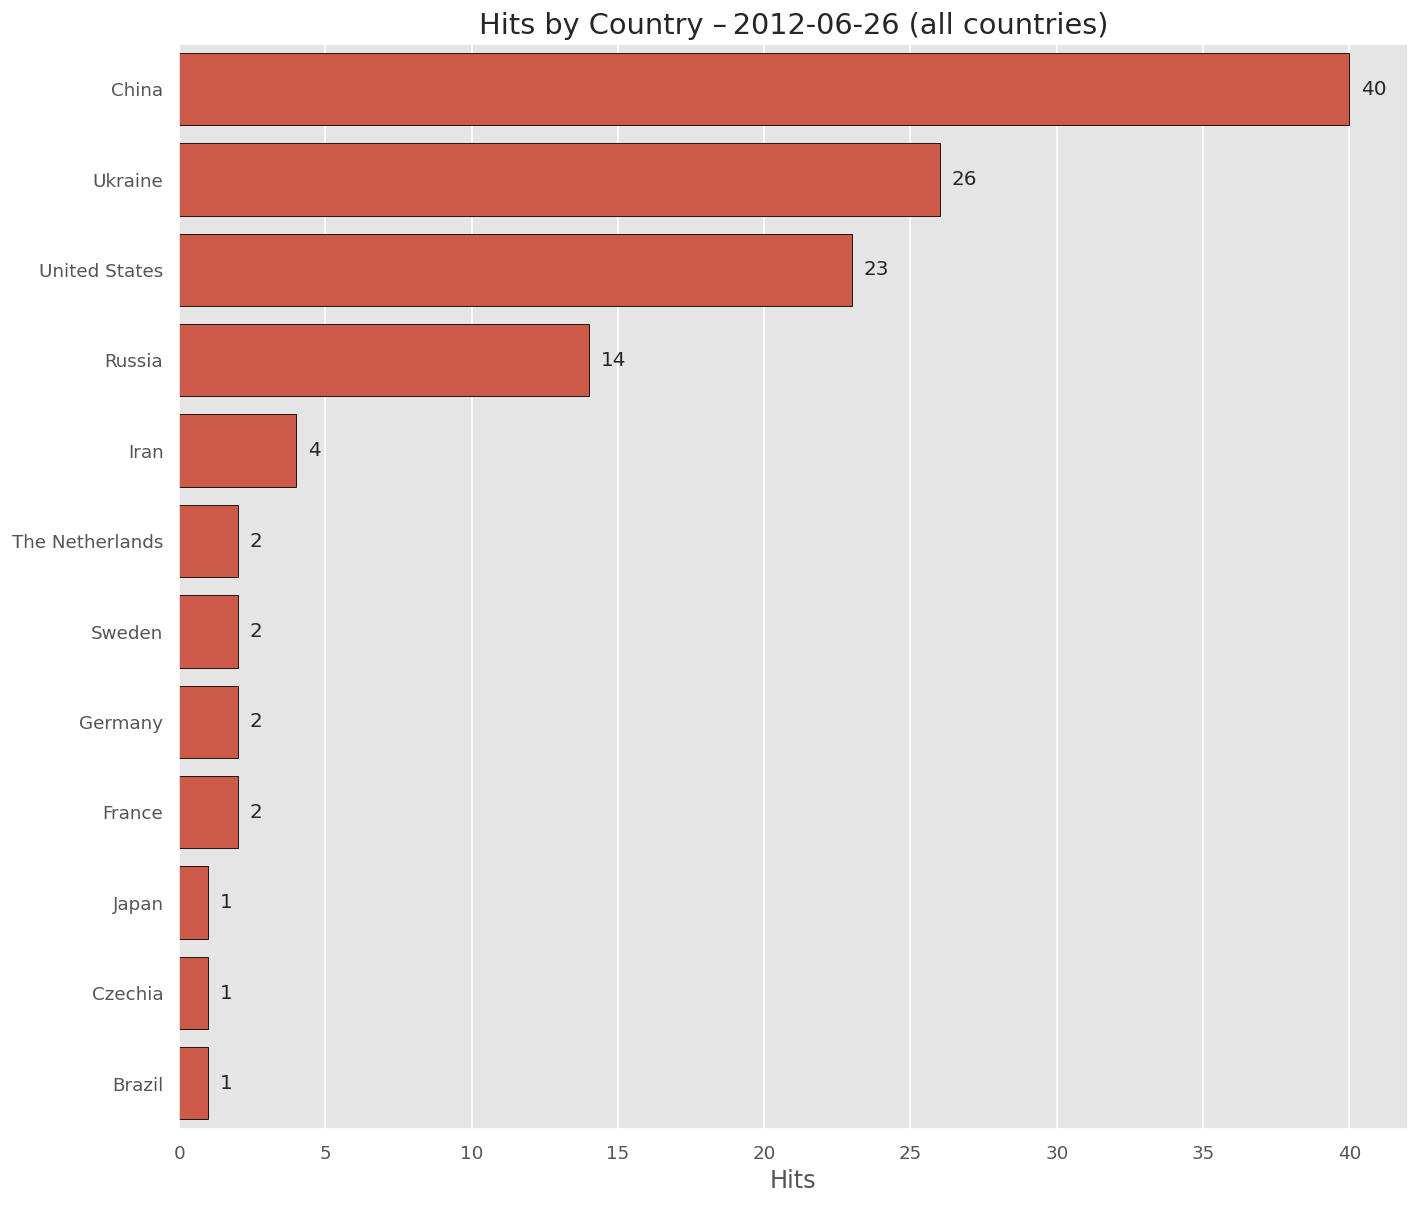 Hits by Country – 2012-06-26 (all countries)
China 40
Ukraine 26
United States 23
Russia 14
Iran 4
The Netherlands 2
Sweden 2
Germany 2
France 2
Japan 1
Czechia 1
Brazil 1
0 5 10 15 20 25 30 35 40
Hits